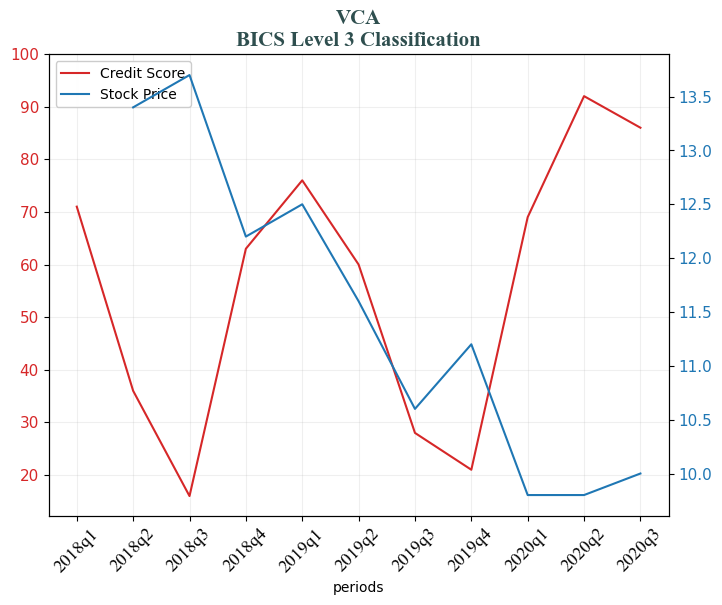 VCA
BICS Level 3 Classification
Credit Score
Stock Price
100
90
80
70
60
50
40
30
20
13.5
13.0
12.5
12.0
11.5
11.0
10.5
10.0
2018q1
2018q2
2018q3
2018q4
2019q1
2019q2
2019q3
2019q4
2020q1
2020q2
2020q3
periods